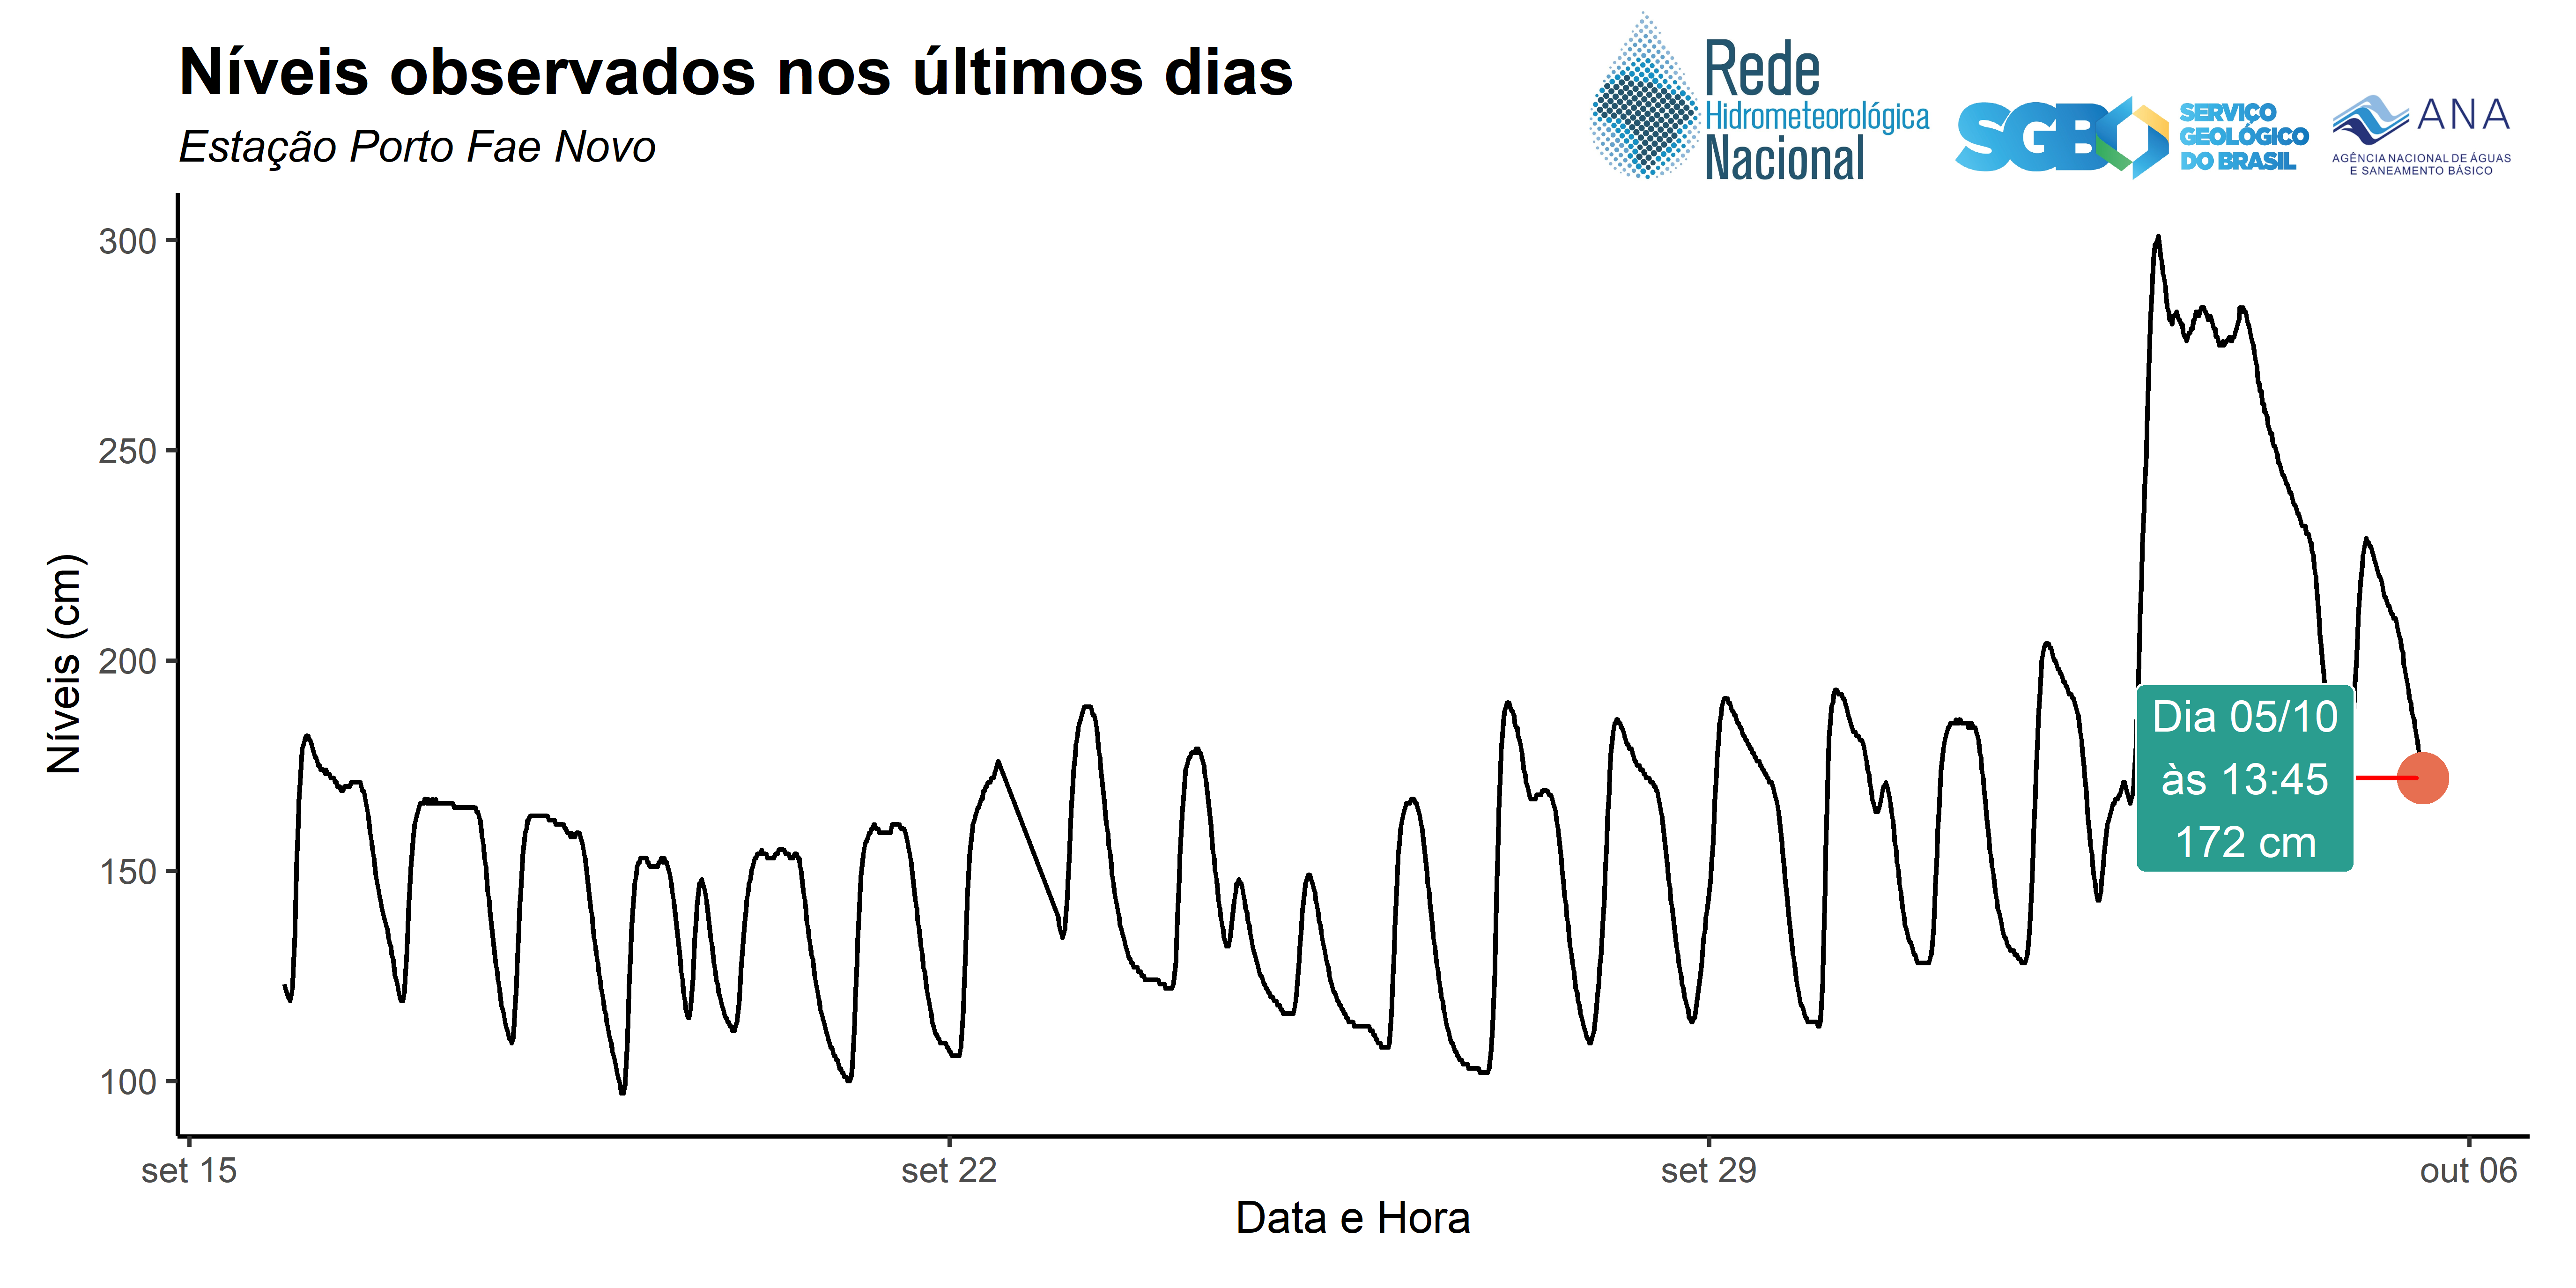 Níveis observados nos últimos dias
Estação Porto Fae Novo
Rede
Hidrometeorológica
Nacional
SGB
SERVIÇO
GEOLÓGICO
DO BRASIL
ANA
AGÊNCIA NACIONAL DE ÁGUAS
E SANEAMENTO BÁSICO
Níveis (cm)
300
250
200
150
100
Dia 05/10
às 13:45
172 cm
set 15
set 22
set 29
out 06
Data e Hora